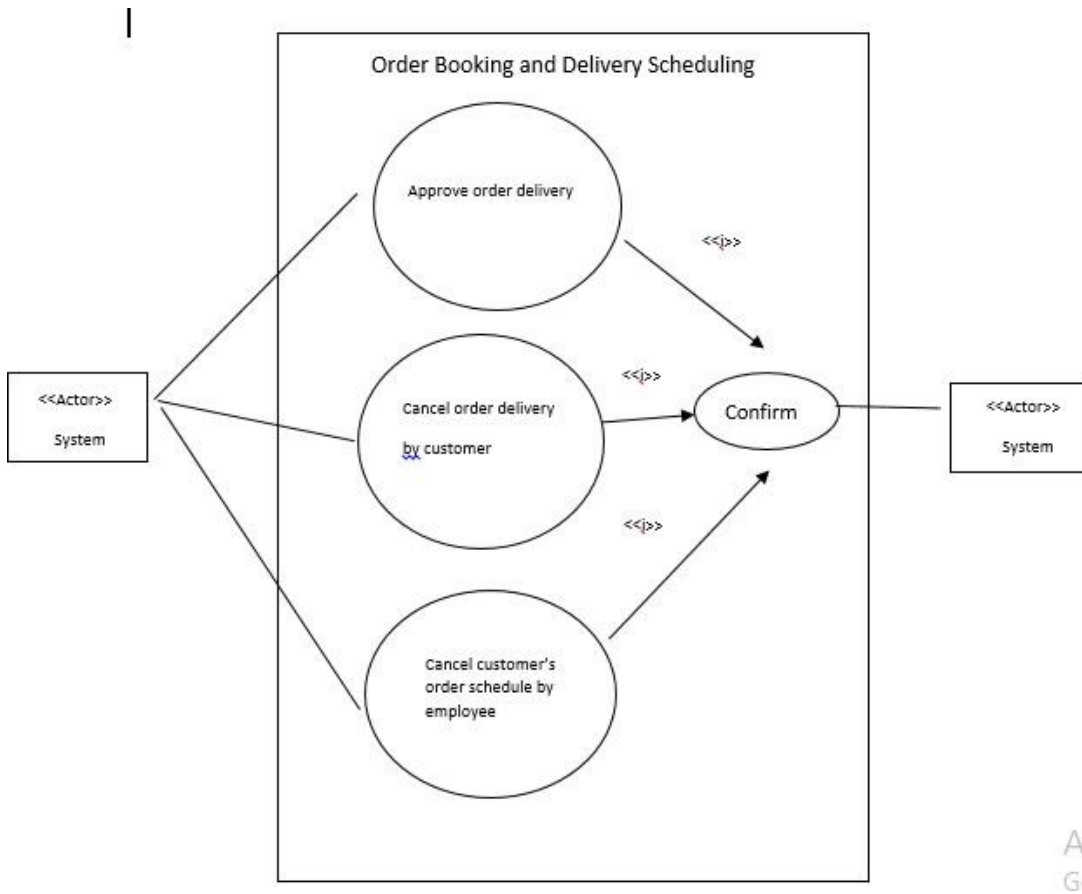 Order Booking and Delivery Scheduling
Approve order delivery
<<i>>
<<Actor>>
System
Cancel order delivery
by customer
<<i>>
Confirm
<<Actor>>
System
<<i>>
Cancel customer's
order schedule by
employee